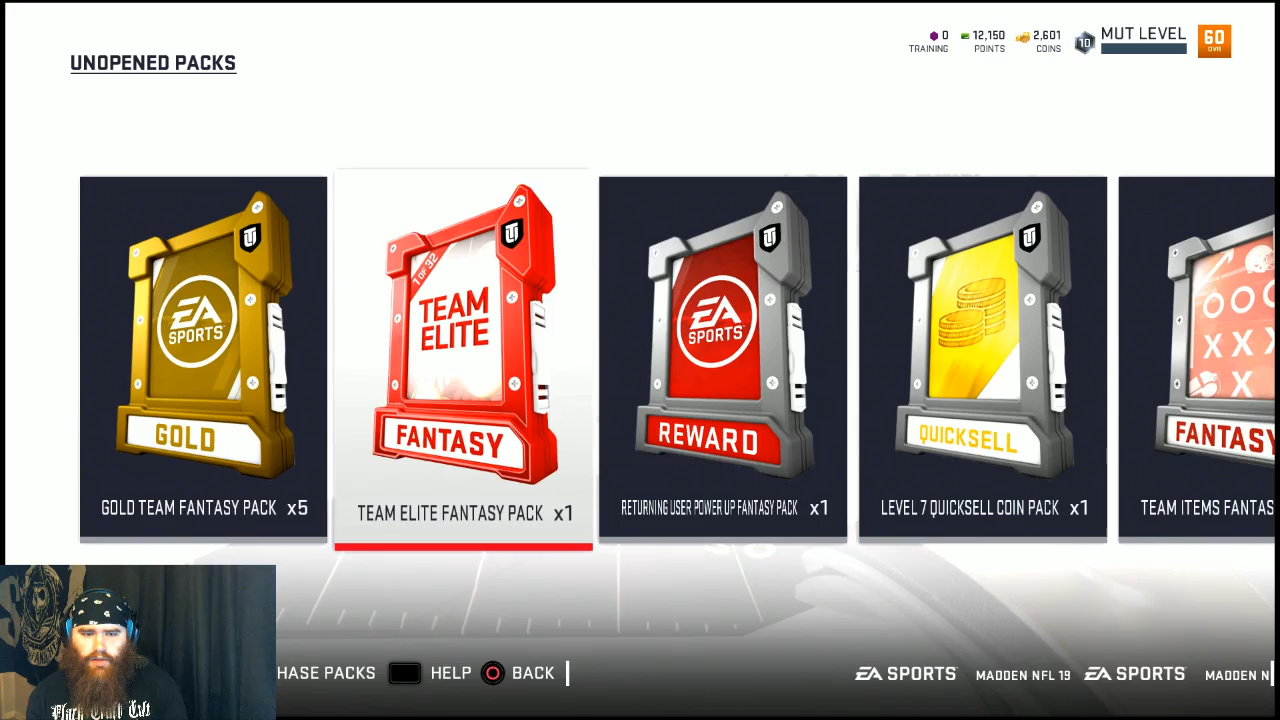 UNOPENED PACKS
0 TRAINING
12,150 POINTS
2,601 COINS
10
MUT LEVEL
60 OVR
EA SPORTS
GOLD
GOLD TEAM FANTASY PACK x5
1 OF 32
TEAM ELITE
FANTASY
TEAM ELITE FANTASY PACK x1
EA SPORTS
REWARD
RETURNING USER POWER UP FANTASY PACK x1
QUICKSELL
LEVEL 7 QUICKSELL COIN PACK x1
FANTASY
TEAM ITEMS FANTAS
HASE PACKS
HELP
BACK
EA SPORTS
MADDEN NFL 19
EA SPORTS
MADDEN N